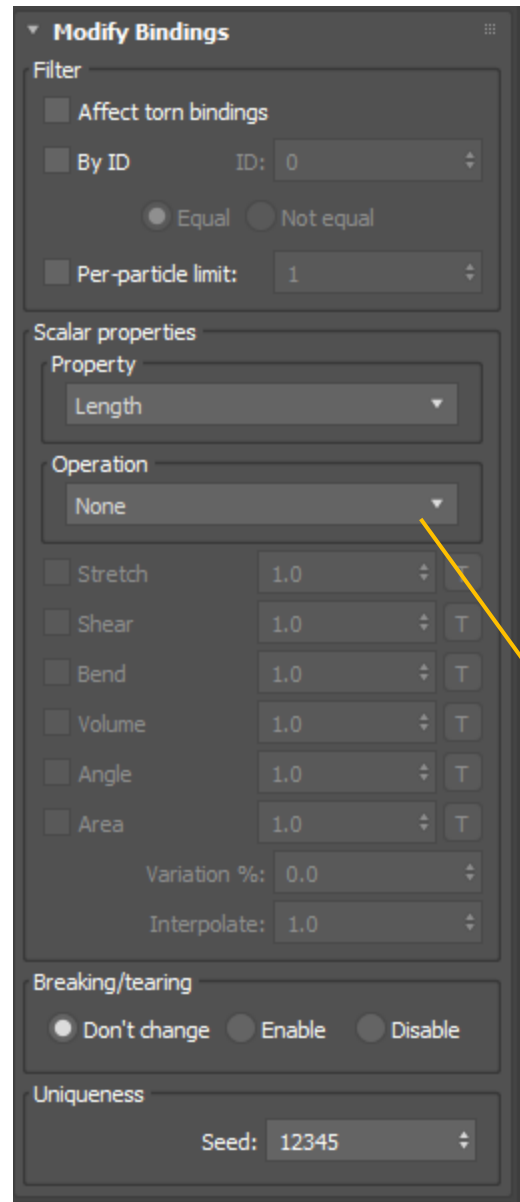 Modify Bindings
Filter
Affect torn bindings
By ID ID: 0
Equal Not equal
Per-particle limit: 1
Scalar properties
Property
Length
Operation
None
Stretch 1.0 T
Shear 1.0 T
Bend 1.0 T
Volume 1.0 T
Angle 1.0 T
Area 1.0 T
Variation %: 0.0
Interpolate: 1.0
Breaking/tearing
Don't change Enable Disable
Uniqueness
Seed: 12345